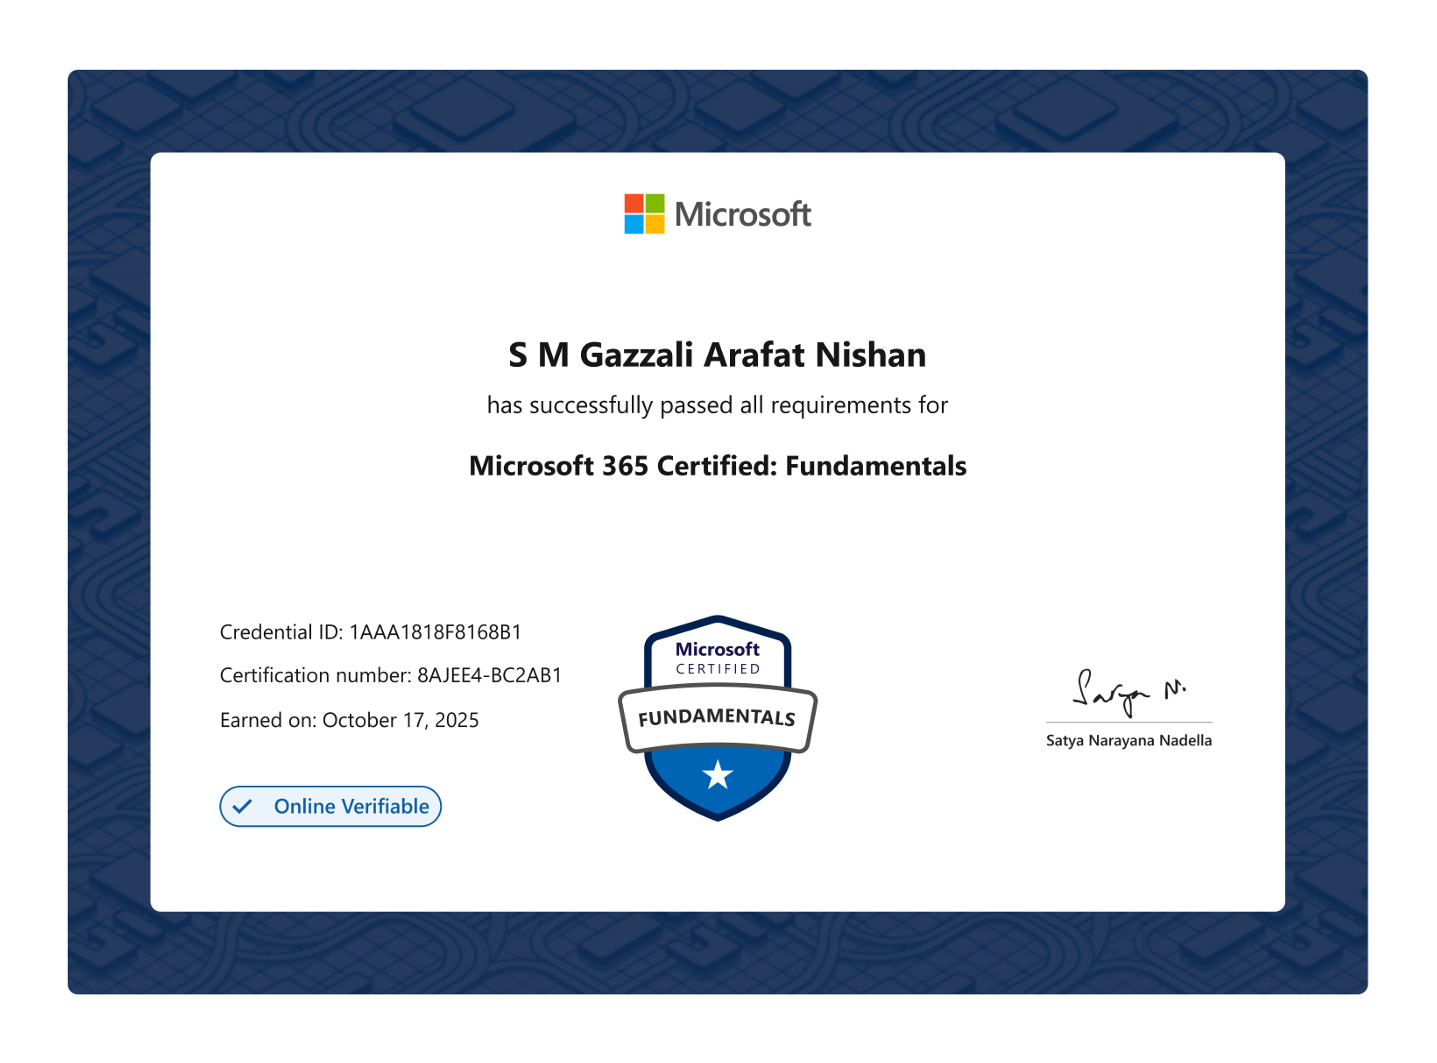 Microsoft
S M Gazzali Arafat Nishan
has successfully passed all requirements for
Microsoft 365 Certified: Fundamentals
Credential ID: 1AAA1818F8168B1
Certification number: 8AJEE4-BC2AB1
Earned on: October 17, 2025
Online Verifiable
Microsoft
CERTIFIED
FUNDAMENTALS
Satya N.
Satya Narayana Nadella